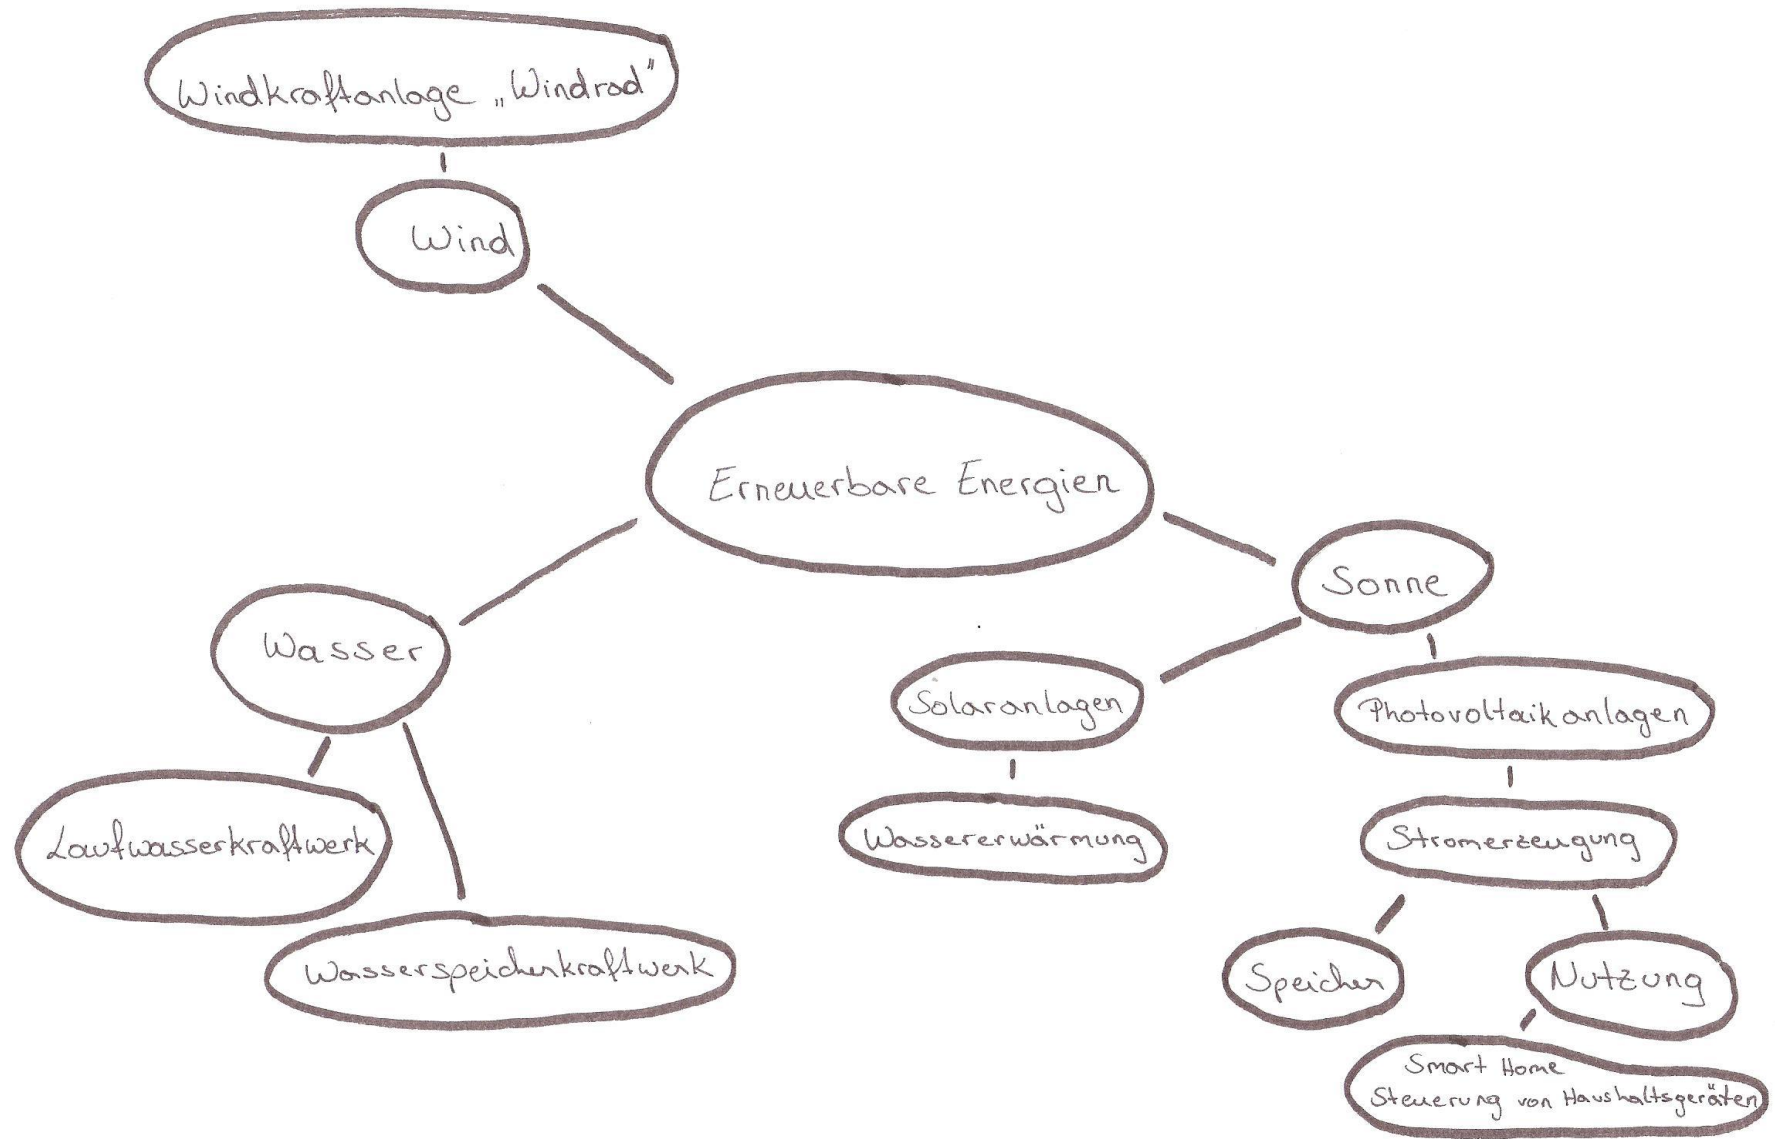 Windkraftanlage „Windrad"
Wind
Erneuerbare Energien
Sonne
Wasser
Solaranlagen
Photovoltaikanlagen
Laufwasserkraftwerk
Wassererwärmung
Stromerzeugung
Wasserspeicherkraftwerk
Speicher
Nutzung
Smart Home
Steuerung von Haushaltsgeräten